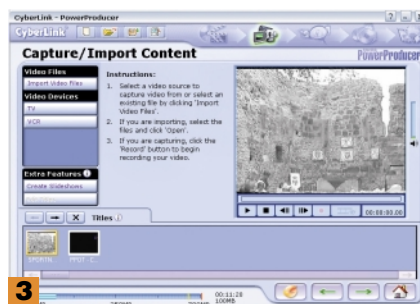 CyberLink - PowerProducer
CyberLink
Capture/Import Content
PowerProducer
Video Files
Import Video Files
Video Devices
TV
VCR
Extra Features
Create Slideshows
Instructions:
1. Select a video source to
capture video from or select an
existing file by clicking 'Import
Video Files'.
2. If you are importing, select the
files and click 'Open'.
3. If you are capturing, click the
'Record' button to begin
recording your video.
00:00:00.00
Titles
00:11:28
100MB
3